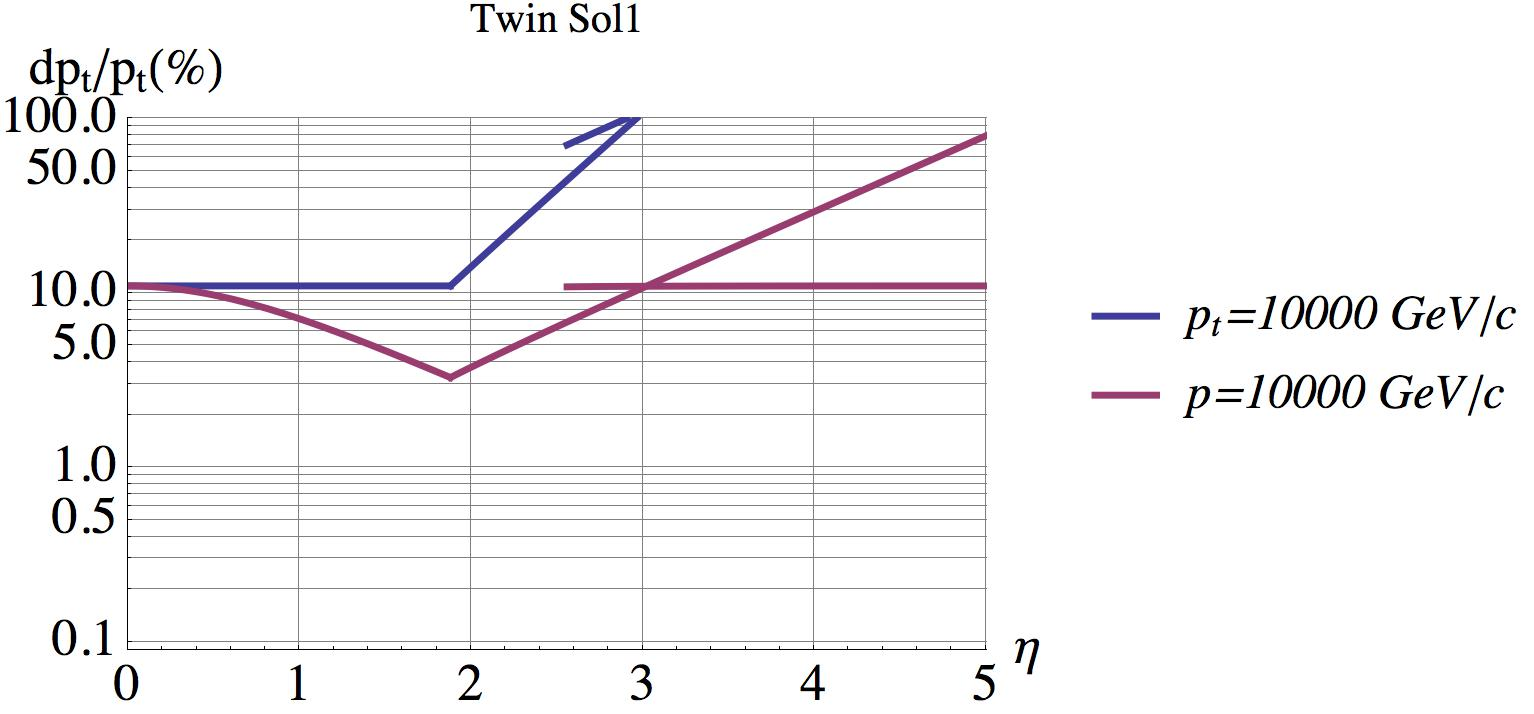 Twin Sol1
dpt/pt(%)
100.0
50.0
10.0
5.0
1.0
0.5
0.1
0 1 2 3 4 5
η
pt=10000 GeV/c
p=10000 GeV/c